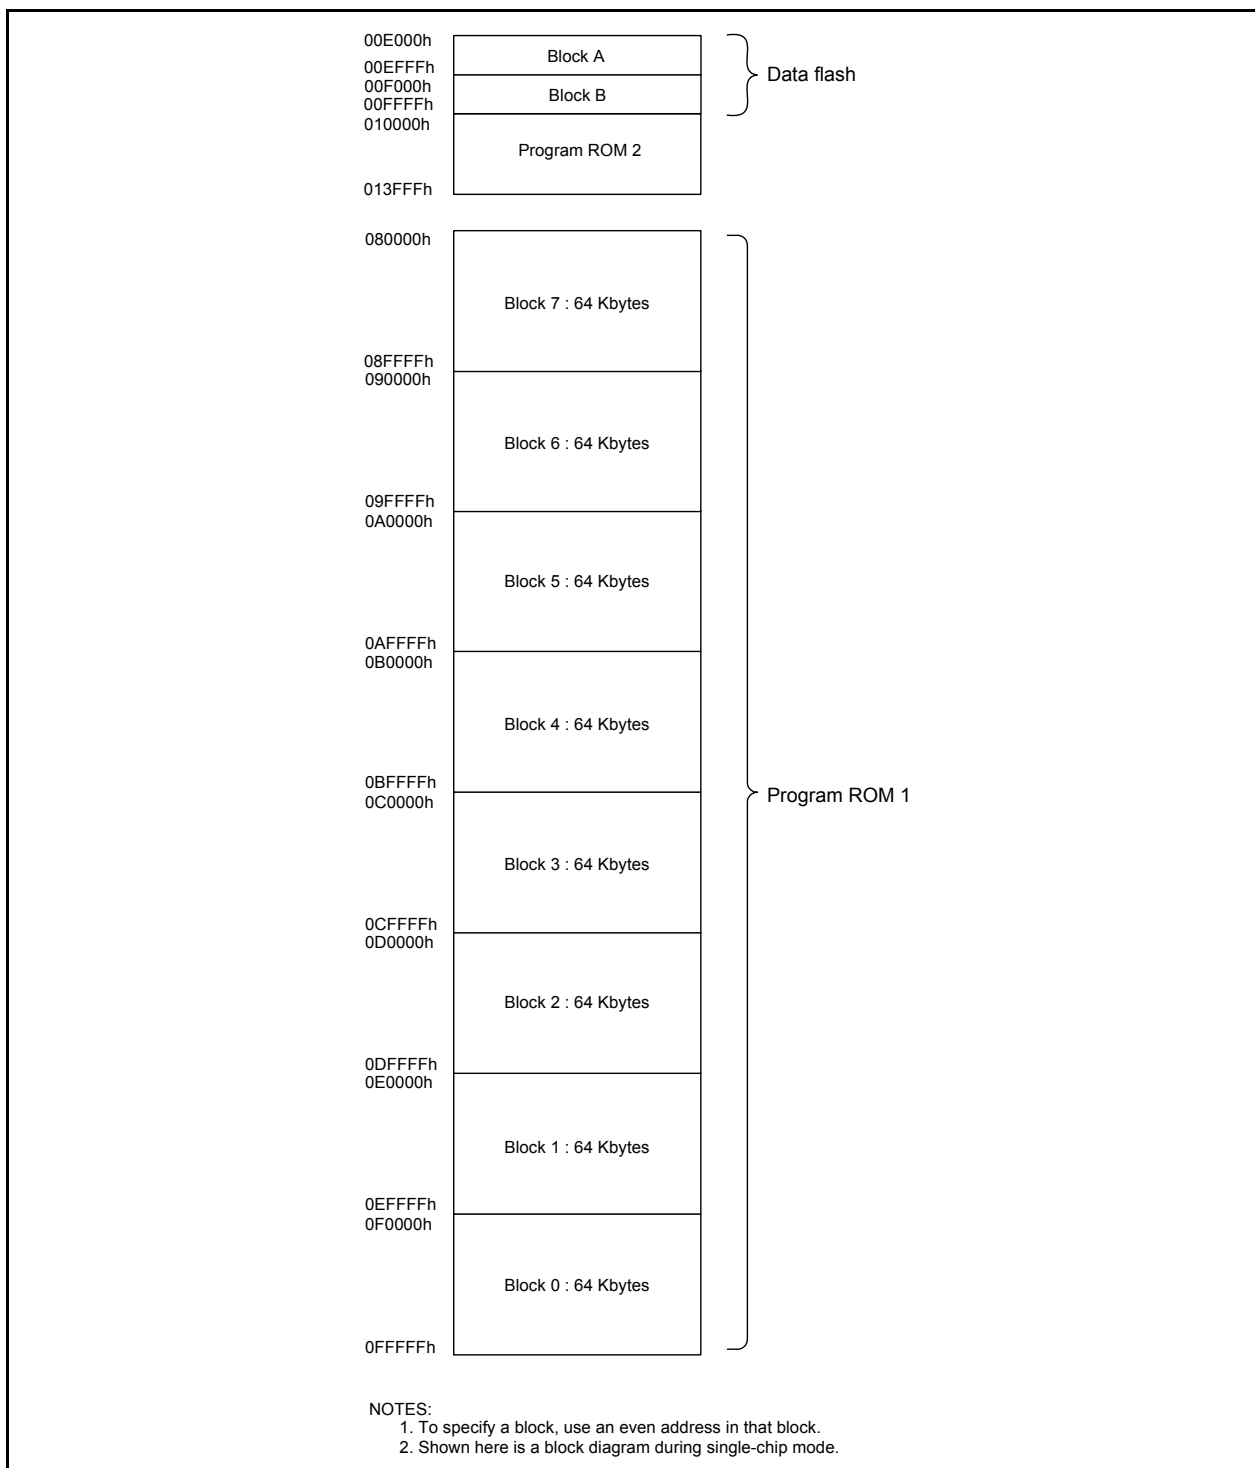 00E000h
Block A
00EFFFh
Data flash
00F000h
Block B
00FFFFh
010000h
Program ROM 2
013FFFh
080000h
Block 7 : 64 Kbytes
08FFFFh
090000h
Block 6 : 64 Kbytes
09FFFFh
0A0000h
Block 5 : 64 Kbytes
0AFFFFh
0B0000h
Block 4 : 64 Kbytes
0BFFFFh
Program ROM 1
0C0000h
Block 3 : 64 Kbytes
0CFFFFh
0D0000h
Block 2 : 64 Kbytes
0DFFFFh
0E0000h
Block 1 : 64 Kbytes
0EFFFFh
0F0000h
Block 0 : 64 Kbytes
0FFFFFh
NOTES:
1. To specify a block, use an even address in that block.
2. Shown here is a block diagram during single-chip mode.